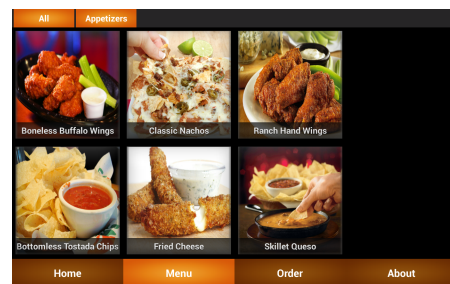 All Appetizers
Boneless Buffalo Wings Classic Nachos Ranch Hand Wings
Bottomless Tostada Chips Fried Cheese Skillet Queso
Home Menu Order About